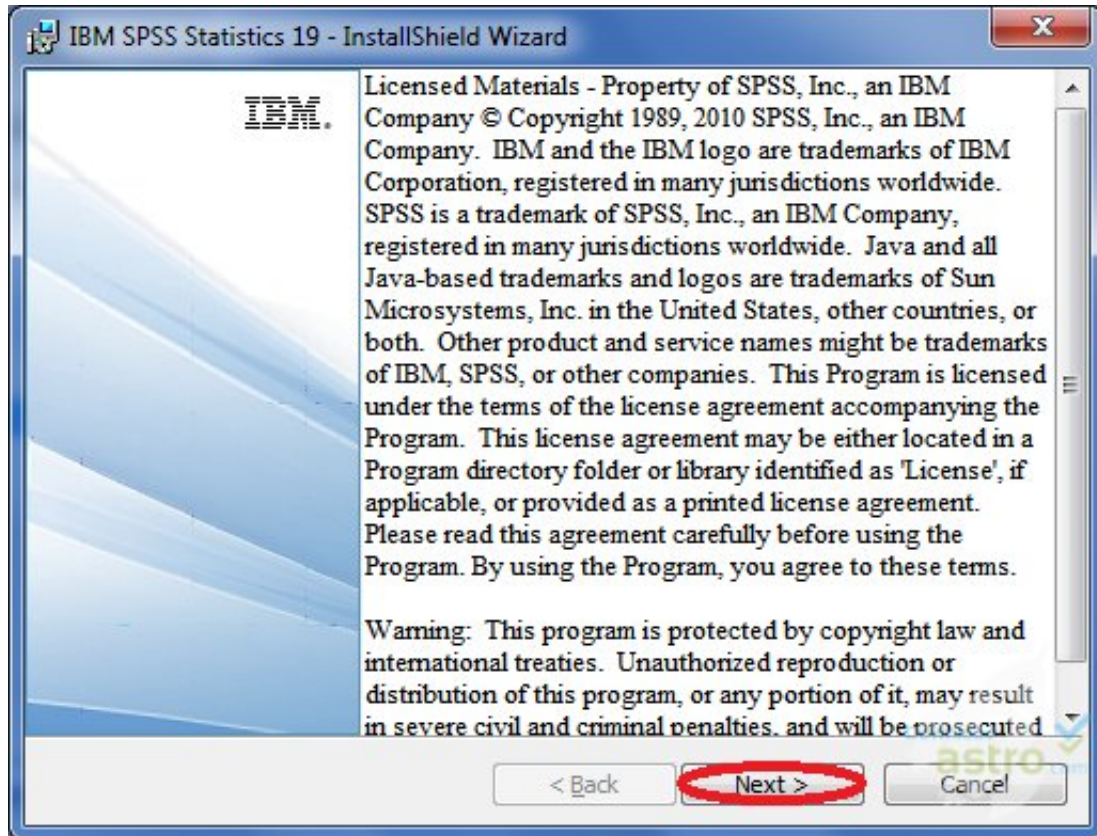 IBM SPSS Statistics 19 - InstallShield Wizard
IBM.
Licensed Materials - Property of SPSS, Inc., an IBM
Company © Copyright 1989, 2010 SPSS, Inc., an IBM
Company.  IBM and the IBM logo are trademarks of IBM
Corporation, registered in many jurisdictions worldwide.
SPSS is a trademark of SPSS, Inc., an IBM Company,
registered in many jurisdictions worldwide.  Java and all
Java-based trademarks and logos are trademarks of Sun
Microsystems, Inc. in the United States, other countries, or
both.  Other product and service names might be trademarks
of IBM, SPSS, or other companies.  This Program is licensed
under the terms of the license agreement accompanying the
Program.  This license agreement may be either located in a
Program directory folder or library identified as 'License', if
applicable, or provided as a printed license agreement.
Please read this agreement carefully before using the
Program. By using the Program, you agree to these terms.
Warning:  This program is protected by copyright law and
international treaties.  Unauthorized reproduction or
distribution of this program, or any portion of it, may result
in severe civil and criminal penalties, and will be prosecuted
< Back
Next >
Cancel
astro.com